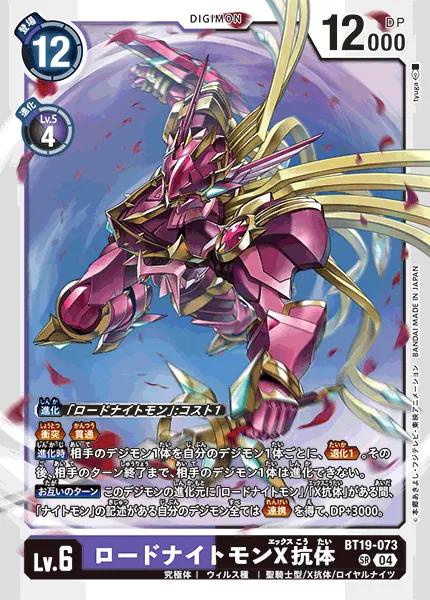 DIGIMON
登場
12
DP
12000
進化
Lv.5
4
tyuga
進化 「ロードナイトモン」:コスト1
衝突 貫通
進化時 相手のデジモン1体を自分のデジモン1体ごとに、退化1。その
後、相手のターン終了まで、相手のデジモン1体は進化できない。
お互いのターン このデジモンの進化元に「ロードナイトモン」/「X抗体」がある間、
「ナイトモン」の記述がある自分のデジモン全ては 連携 を得て、DP+3000。
Lv.6 ロードナイトモンX抗体 BT19-073
エックス こう たい
SR 04
究極体 | ウィルス種 | 聖騎士型/X抗体/ロイヤルナイツ
©本郷あきよし・フジテレビ・東映アニメーション BANDAI MADE IN JAPAN